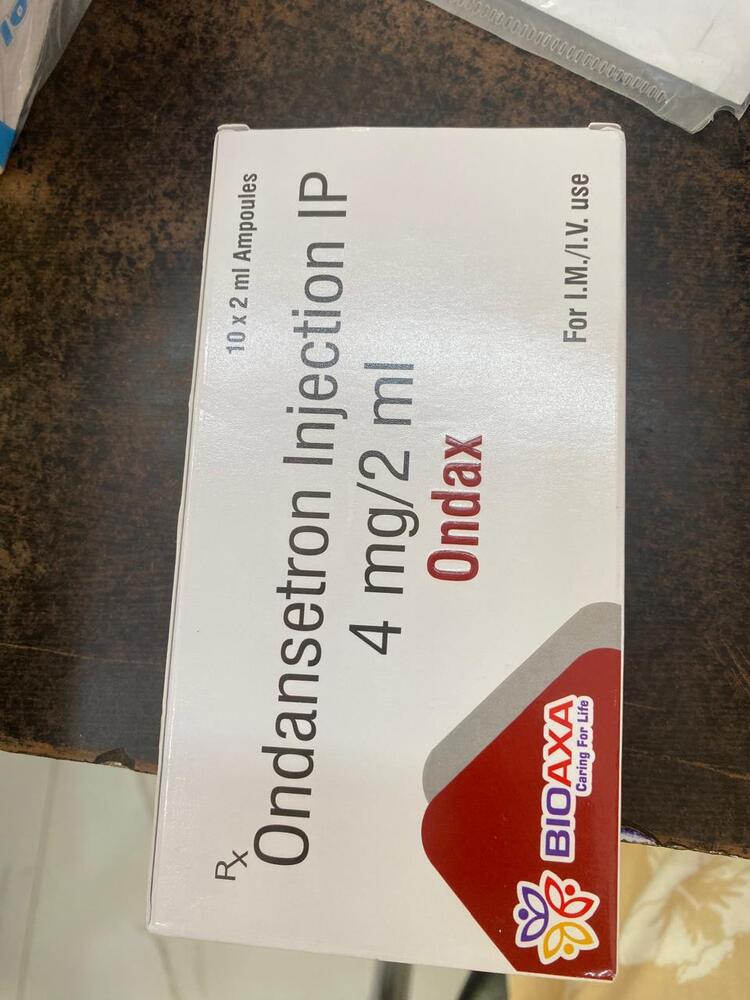 Rx
10 x 2 ml Ampoules
Ondansetron Injection IP
4 mg/2 ml
Ondax
For I.M./I.V. use
BIOAXA
Caring For Life